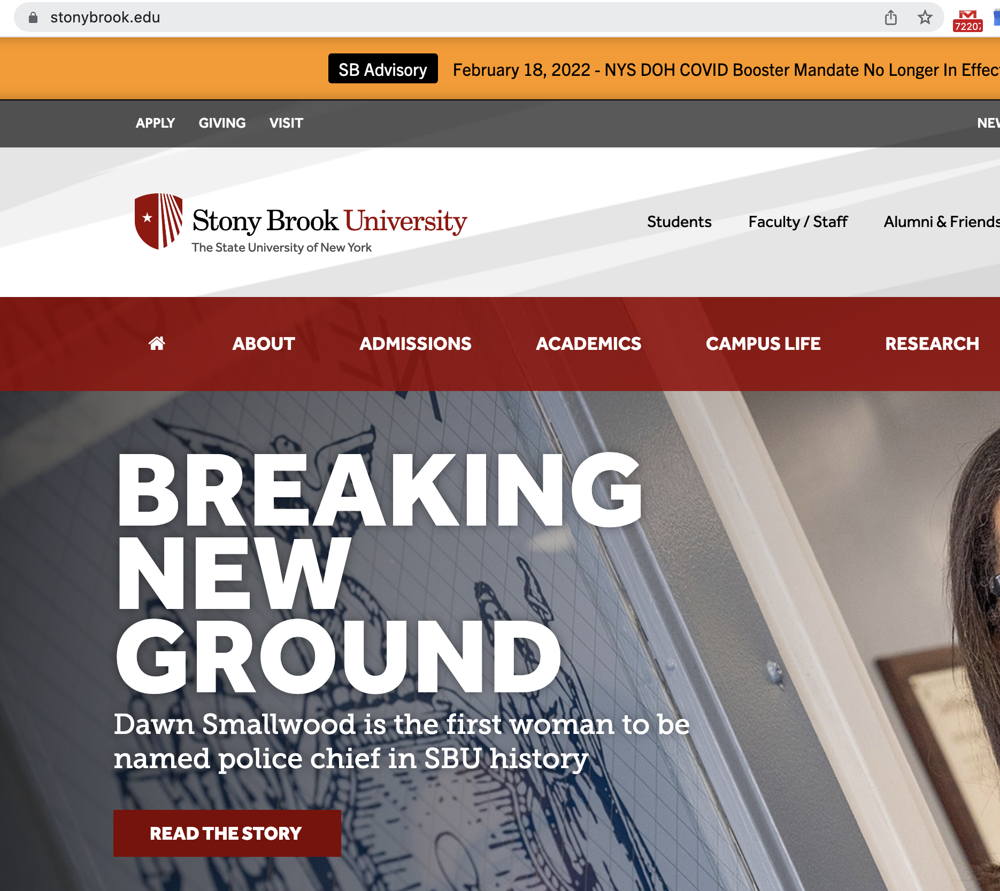 stonybrook.edu
SB Advisory February 18, 2022 - NYS DOH COVID Booster Mandate No Longer In Effec
APPLY GIVING VISIT NEW
Stony Brook University
The State University of New York
Students Faculty / Staff Alumni & Friends
ABOUT ADMISSIONS ACADEMICS CAMPUS LIFE RESEARCH
BREAKING
NEW
GROUND
Dawn Smallwood is the first woman to be
named police chief in SBU history
READ THE STORY